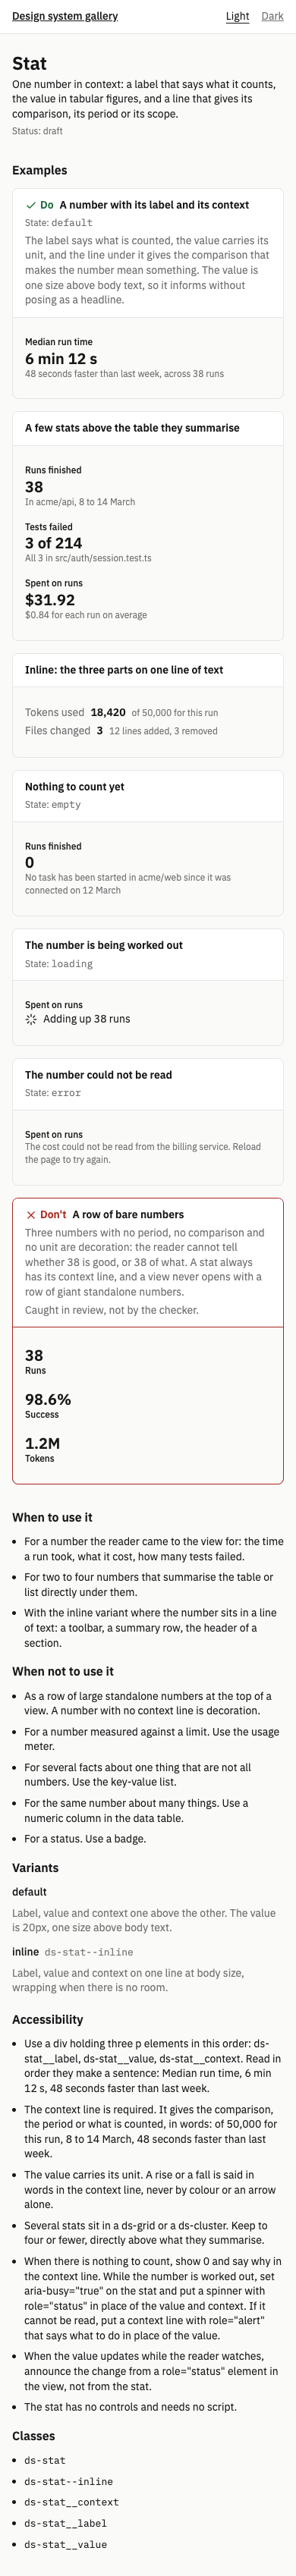 Design system gallery
Light
Dark
Stat
One number in context: a label that says what it counts,
the value in tabular figures, and a line that gives its
comparison, its period or its scope.
Status: draft
Examples
Do A number with its label and its context
State: default
The label says what is counted, the value carries its
unit, and the line under it gives the comparison that
makes the number mean something. The value is
one size above body text, so it informs without
posing as a headline.
Median run time
6 min 12 s
48 seconds faster than last week, across 38 runs
A few stats above the table they summarise
Runs finished
38
In acme/api, 8 to 14 March
Tests failed
3 of 214
All 3 in src/auth/session.test.ts
Spent on runs
$31.92
$0.84 for each run on average
Inline: the three parts on one line of text
Tokens used 18,420 of 50,000 for this run
Files changed 3 12 lines added, 3 removed
Nothing to count yet
State: empty
Runs finished
0
No task has been started in acme/web since it was
connected on 12 March
The number is being worked out
State: loading
Spent on runs
Adding up 38 runs
The number could not be read
State: error
Spent on runs
The cost could not be read from the billing service. Reload
the page to try again.
Don't A row of bare numbers
Three numbers with no period, no comparison and
no unit are decoration: the reader cannot tell
whether 38 is good, or 38 of what. A stat always
has its context line, and a view never opens with a
row of giant standalone numbers.
Caught in review, not by the checker.
38
Runs
98.6%
Success
1.2M
Tokens
When to use it
For a number the reader came to the view for: the time
a run took, what it cost, how many tests failed.
For two to four numbers that summarise the table or
list directly under them.
With the inline variant where the number sits in a line
of text: a toolbar, a summary row, the header of a
section.
When not to use it
As a row of large standalone numbers at the top of a
view. A number with no context line is decoration.
For a number measured against a limit. Use the usage
meter.
For several facts about one thing that are not all
numbers. Use the key-value list.
For the same number about many things. Use a
numeric column in the data table.
For a status. Use a badge.
Variants
default
Label, value and context one above the other. The value
is 20px, one size above body text.
inline ds-stat--inline
Label, value and context on one line at body size,
wrapping when there is no room.
Accessibility
Use a div holding three p elements in this order: ds-
stat__label, ds-stat__value, ds-stat__context. Read in
order they make a sentence: Median run time, 6 min
12 s, 48 seconds faster than last week.
The context line is required. It gives the comparison,
the period or what is counted, in words: of 50,000 for
this run, 8 to 14 March, 48 seconds faster than last
week.
The value carries its unit. A rise or a fall is said in
words in the context line, never by colour or an arrow
alone.
Several stats sit in a ds-grid or a ds-cluster. Keep to
four or fewer, directly above what they summarise.
When there is nothing to count, show 0 and say why in
the context line. While the number is worked out, set
aria-busy="true" on the stat and put a spinner with
role="status" in place of the value and context. If it
cannot be read, put a context line with role="alert"
that says what to do in place of the value.
When the value updates while the reader watches,
announce the change from a role="status" element in
the view, not from the stat.
The stat has no controls and needs no script.
Classes
ds-stat
ds-stat--inline
ds-stat__context
ds-stat__label
ds-stat__value